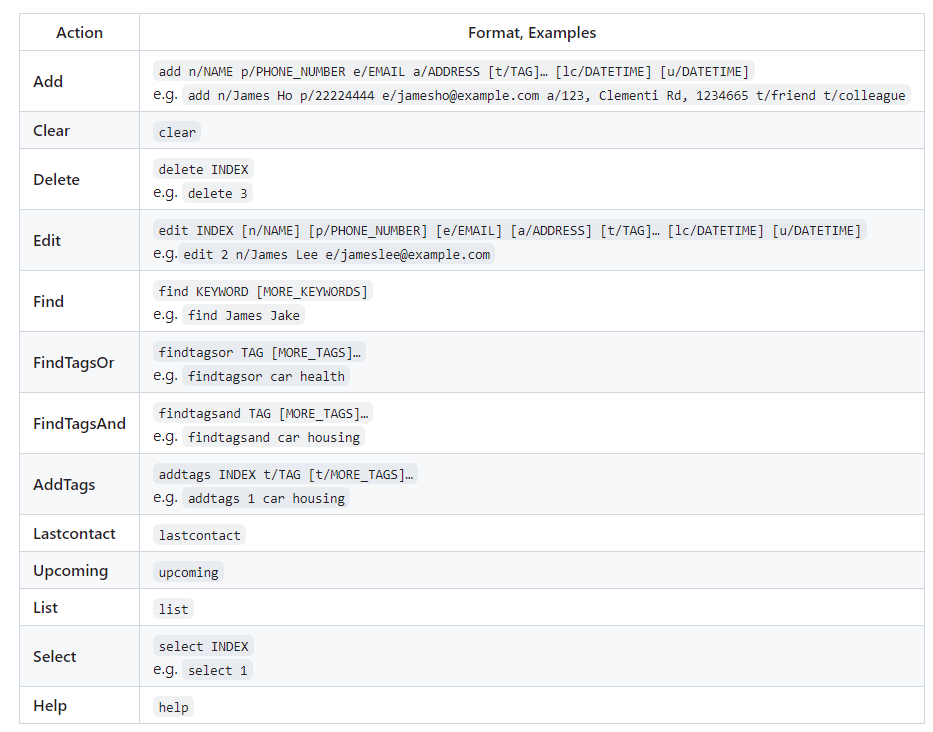 Action Format, Examples
Add
add n/NAME p/PHONE_NUMBER e/EMAIL a/ADDRESS [t/TAG]… [lc/DATETIME] [u/DATETIME]
e.g. add n/James Ho p/22224444 e/jamesho@example.com a/123, Clementi Rd, 1234665 t/friend t/colleague
Clear
clear
Delete
delete INDEX
e.g. delete 3
Edit
edit INDEX [n/NAME] [p/PHONE_NUMBER] [e/EMAIL] [a/ADDRESS] [t/TAG]… [lc/DATETIME] [u/DATETIME]
e.g. edit 2 n/James Lee e/jameslee@example.com
Find
find KEYWORD [MORE_KEYWORDS]
e.g. find James Jake
FindTagsOr
findtagsor TAG [MORE_TAGS]…
e.g. findtagsor car health
FindTagsAnd
findtagsand TAG [MORE_TAGS]…
e.g. findtagsand car housing
AddTags
addtags INDEX t/TAG [t/MORE_TAGS]…
e.g. addtags 1 car housing
Lastcontact
lastcontact
Upcoming
upcoming
List
list
Select
select INDEX
e.g. select 1
Help
help